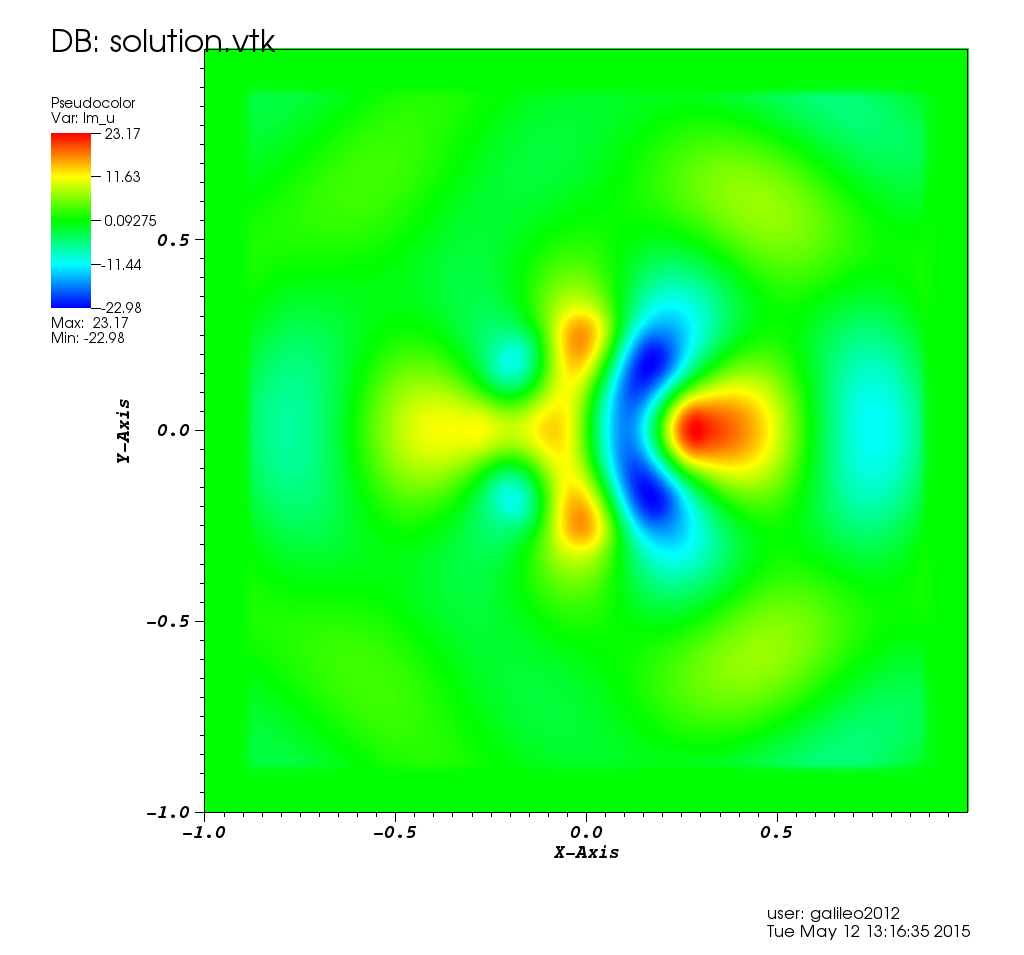 DB: solution.vtk
Pseudocolor
Var: Im_u
23.17
11.63
0.09275
-11.44
-22.98
Max: 23.17
Min: -22.98
0.5
0.0
-0.5
-1.0
Y-Axis
-1.0
-0.5
0.0
0.5
X-Axis
user: galileo2012
Tue May 12 13:16:35 2015